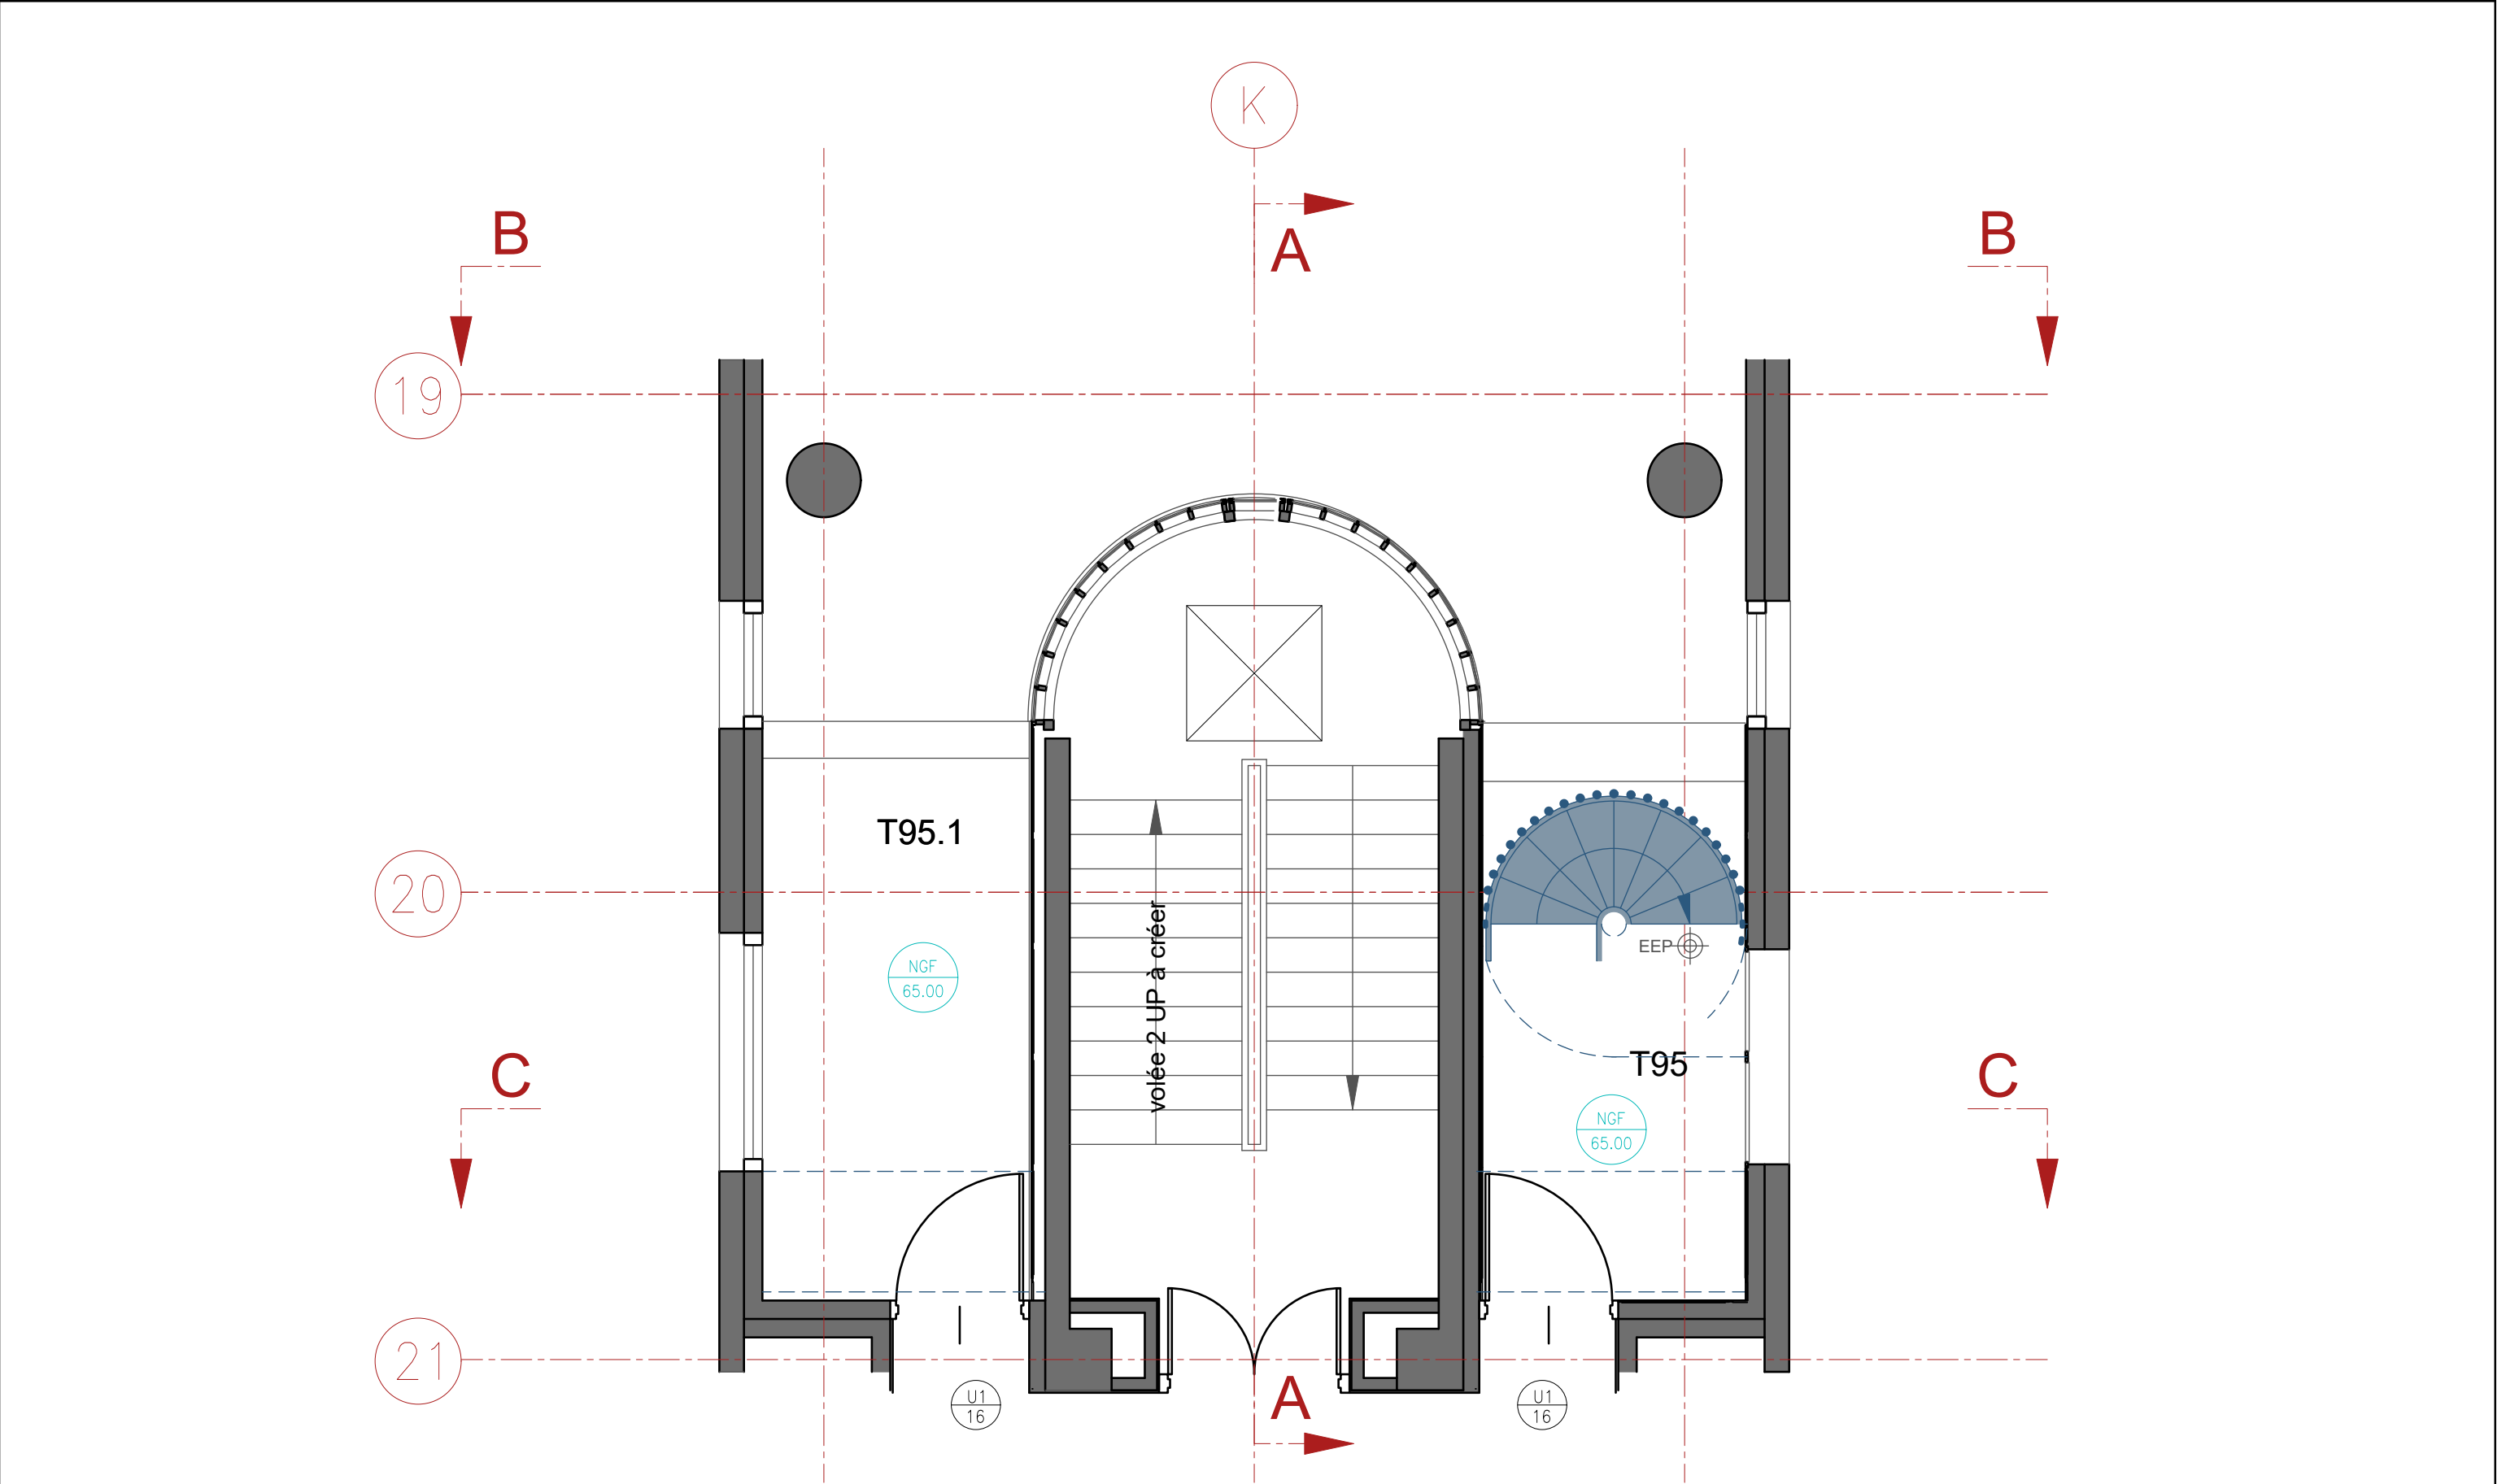 K
A
B
B
19
T95.1
20
volée 2 UP à créer
EEP
NGF
65.00
C
T95
C
NGF
65.00
21
A
U1
16
U1
16